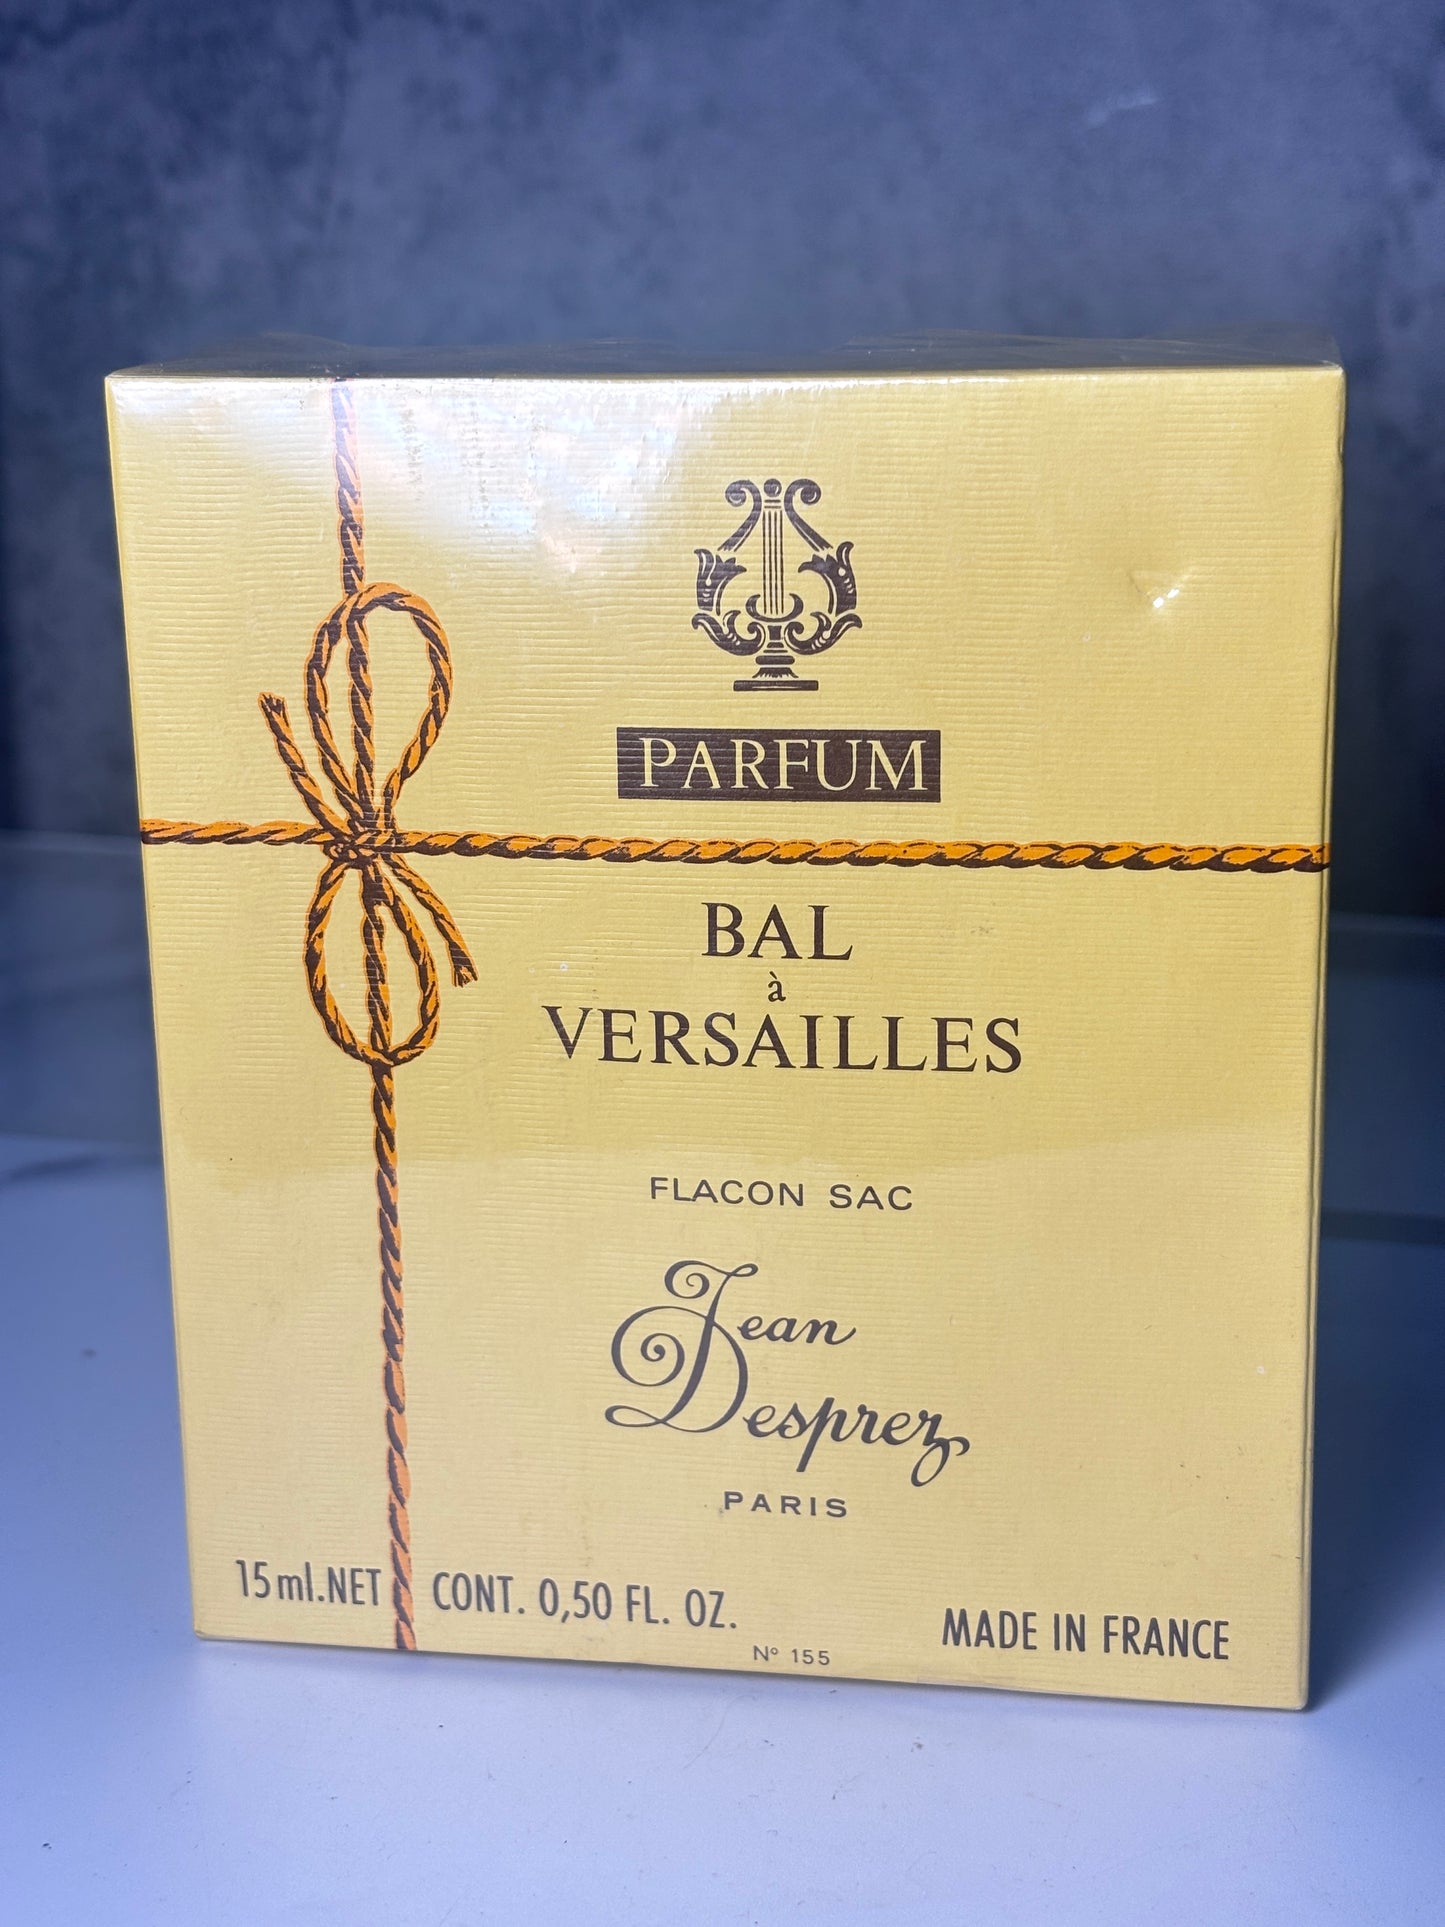 PARFUM
BAL
à
VERSAILLES
FLACON SAC
Jean
Desprez
PARIS
15 ml. NET CONT. 0,50 FL. OZ.
Nº 155
MADE IN FRANCE